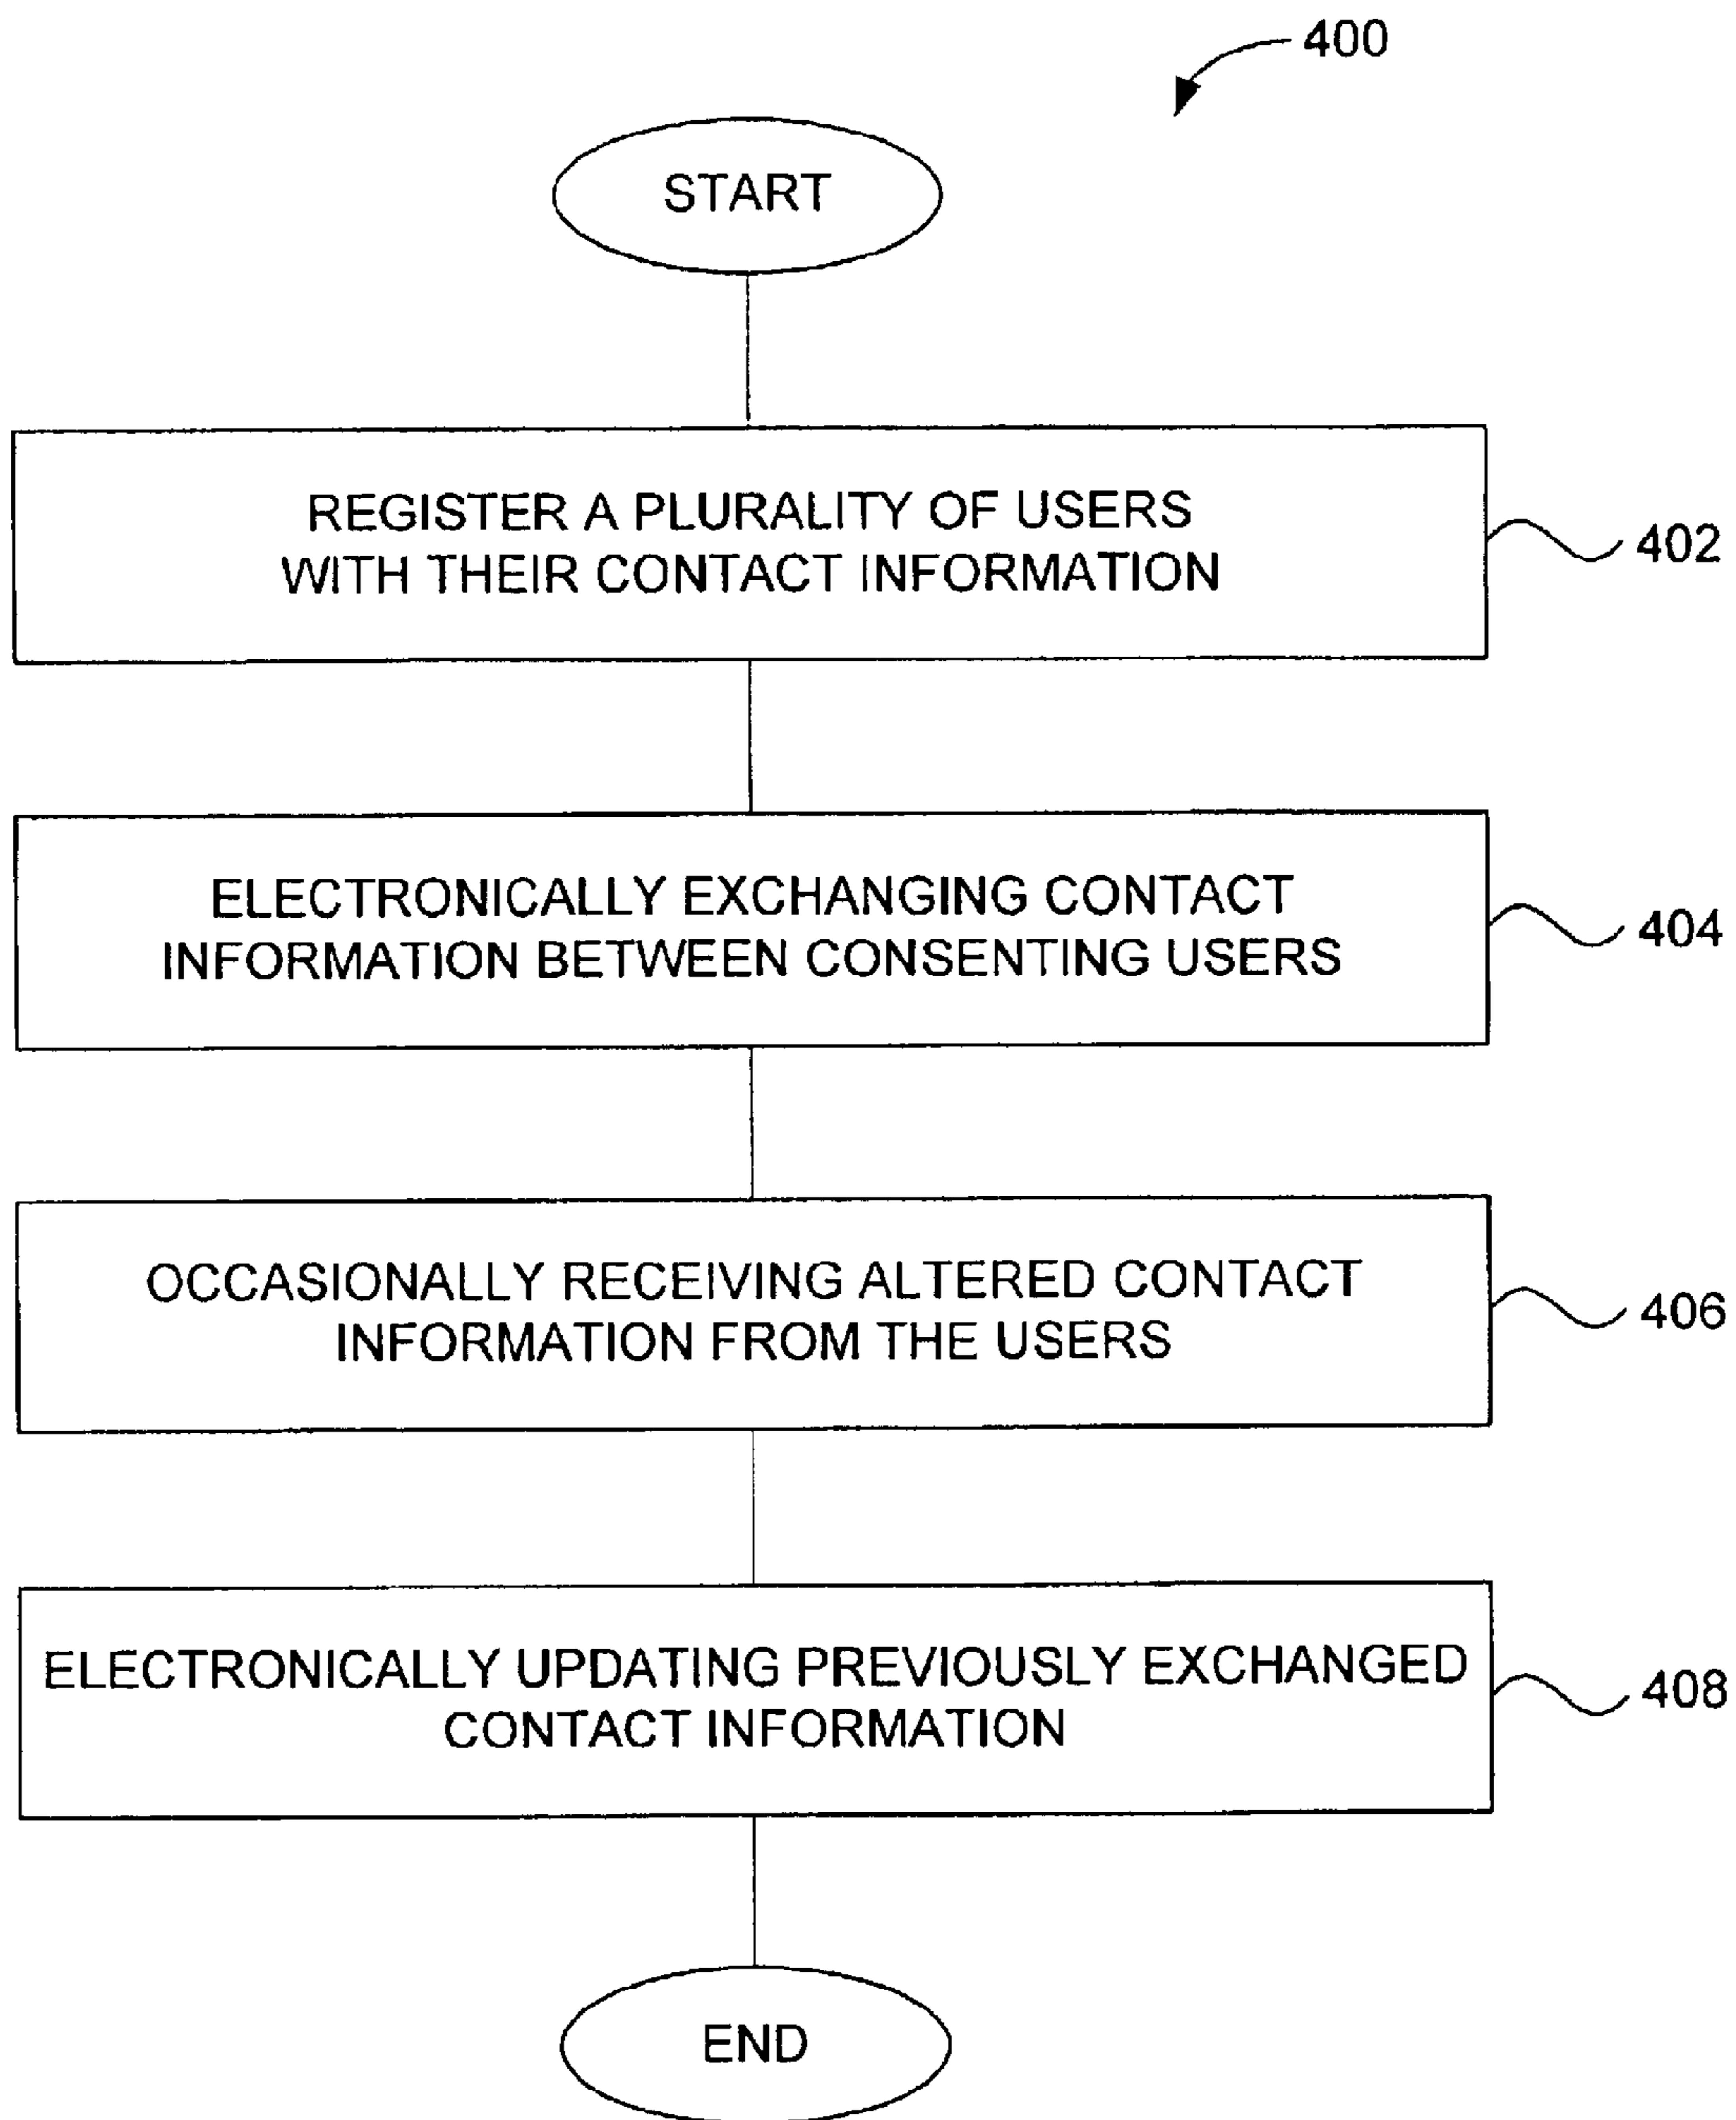 400
START
REGISTER A PLURALITY OF USERS
WITH THEIR CONTACT INFORMATION
402
ELECTRONICALLY EXCHANGING CONTACT
INFORMATION BETWEEN CONSENTING USERS
404
OCCASIONALLY RECEIVING ALTERED CONTACT
INFORMATION FROM THE USERS
406
ELECTRONICALLY UPDATING PREVIOUSLY EXCHANGED
CONTACT INFORMATION
408
END